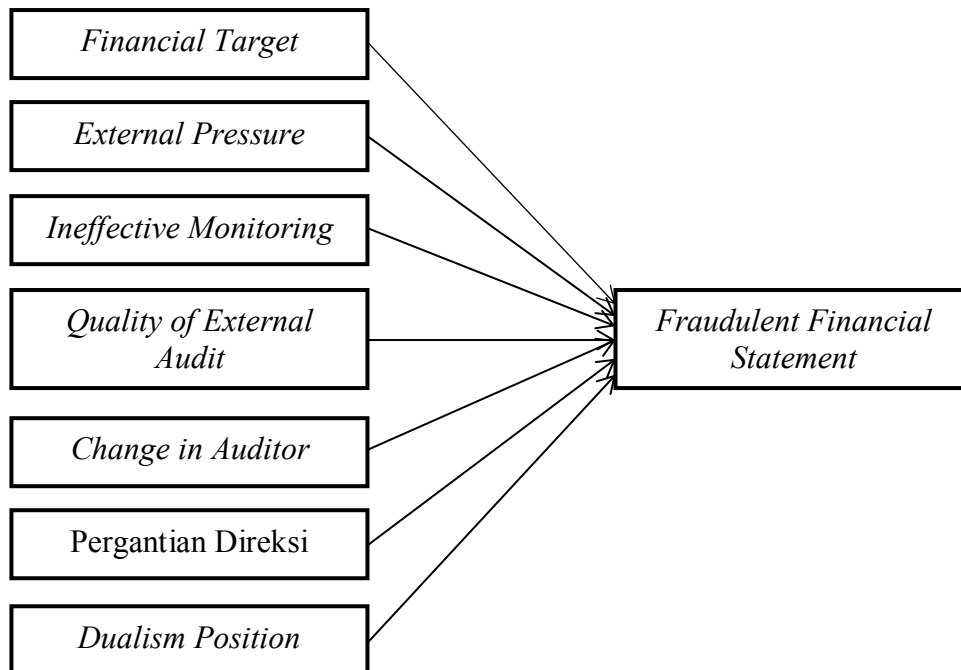 Financial Target
External Pressure
Ineffective Monitoring
Quality of External
Audit
Change in Auditor
Pergantian Direksi
Dualism Position
Fraudulent Financial
Statement